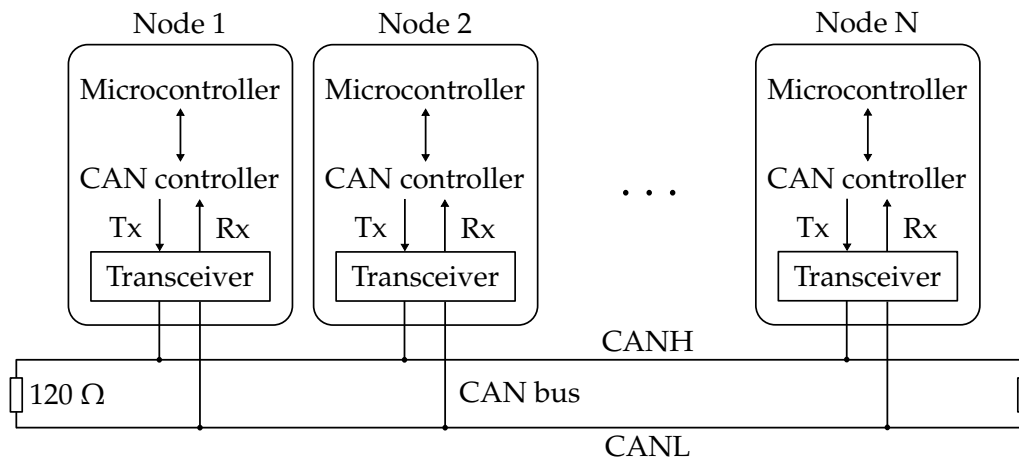 Node 1
Node 2
Node N
Microcontroller
Microcontroller
Microcontroller
CAN controller
CAN controller
. . .
CAN controller
Tx
Rx
Tx
Rx
Tx
Rx
Transceiver
Transceiver
Transceiver
CANH
120 Ω
CAN bus
CANL